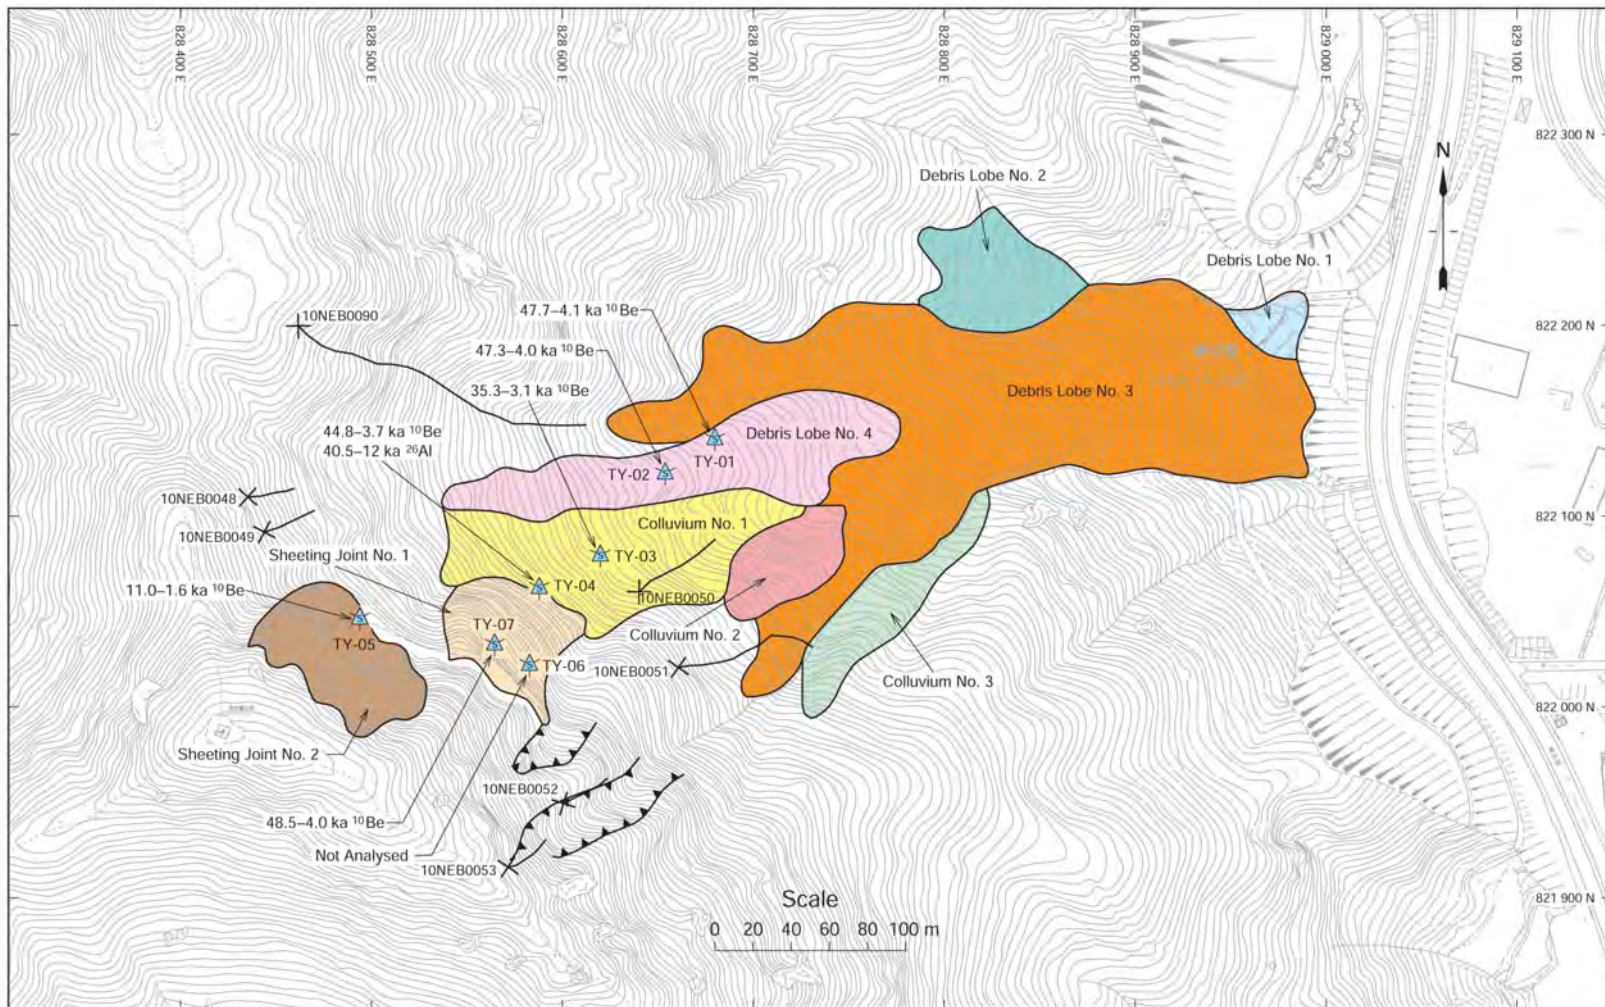 828 400 E
828 500 E
828 600 E
828 700 E
828 800 E
828 900 E
829 000 E
829 100 E
822 300 N
N
Debris Lobe No. 2
Debris Lobe No. 1
822 200 N
10NEB0090
47.7–4.1 ka ¹⁰Be
47.3–4.0 ka ¹⁰Be
35.3–3.1 ka ¹⁰Be
Debris Lobe No. 3
44.8–3.7 ka ¹⁰Be
40.5–12 ka ²⁶Al
Debris Lobe No. 4
TY-01
TY-02
10NEB0048
10NEB0049
Colluvium No. 1
822 100 N
Sheeting Joint No. 1
TY-03
TY-04
11.0–1.6 ka ¹⁰Be
10NEB0050
TY-05
TY-07
Colluvium No. 2
TY-06
10NEB0051
Colluvium No. 3
822 000 N
Sheeting Joint No. 2
10NEB0052
48.5–4.0 ka ¹⁰Be
Not Analysed
10NEB0053
S
S
S
S
S
S
S
821 900 N
Scale
0 20 40 60 80 100 m